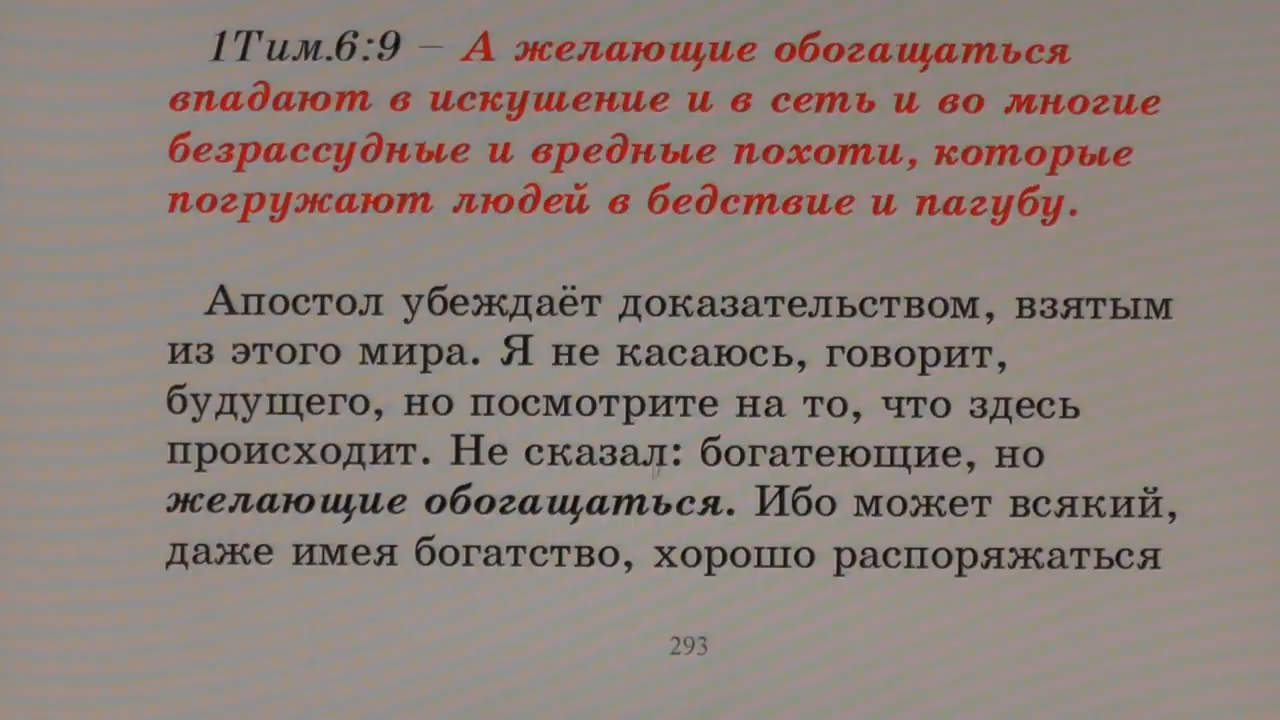 1Тим.6:9 – А желающие обогащаться
впадают в искушение и в сеть и во многие
безрассудные и вредные похоти, которые
погружают людей в бедствие и пагубу.
Апостол убеждаёт доказательством, взятым
из этого мира. Я не касаюсь, говорит,
будущего, но посмотрите на то, что здесь
происходит. Не сказал: богатеющие, но
желающие обогащаться. Ибо может всякий,
даже имея богатство, хорошо распоряжаться
293